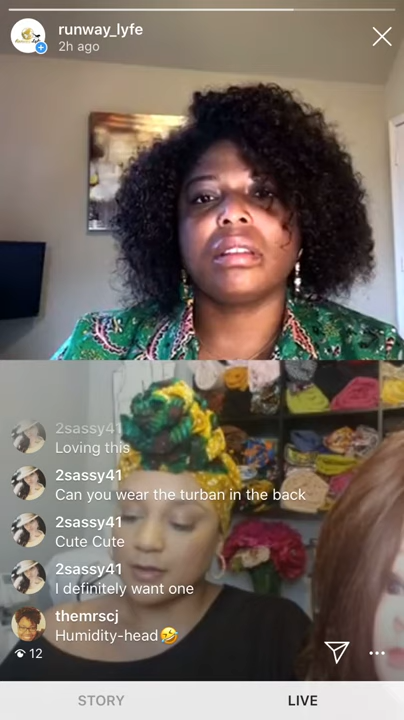 runway_lyfe
2h ago
2sassy41
Loving this
2sassy41
Can you wear the turban in the back
2sassy41
Cute Cute
2sassy41
I definitely want one
themrscj
Humidity-head🤣
12
STORY
LIVE